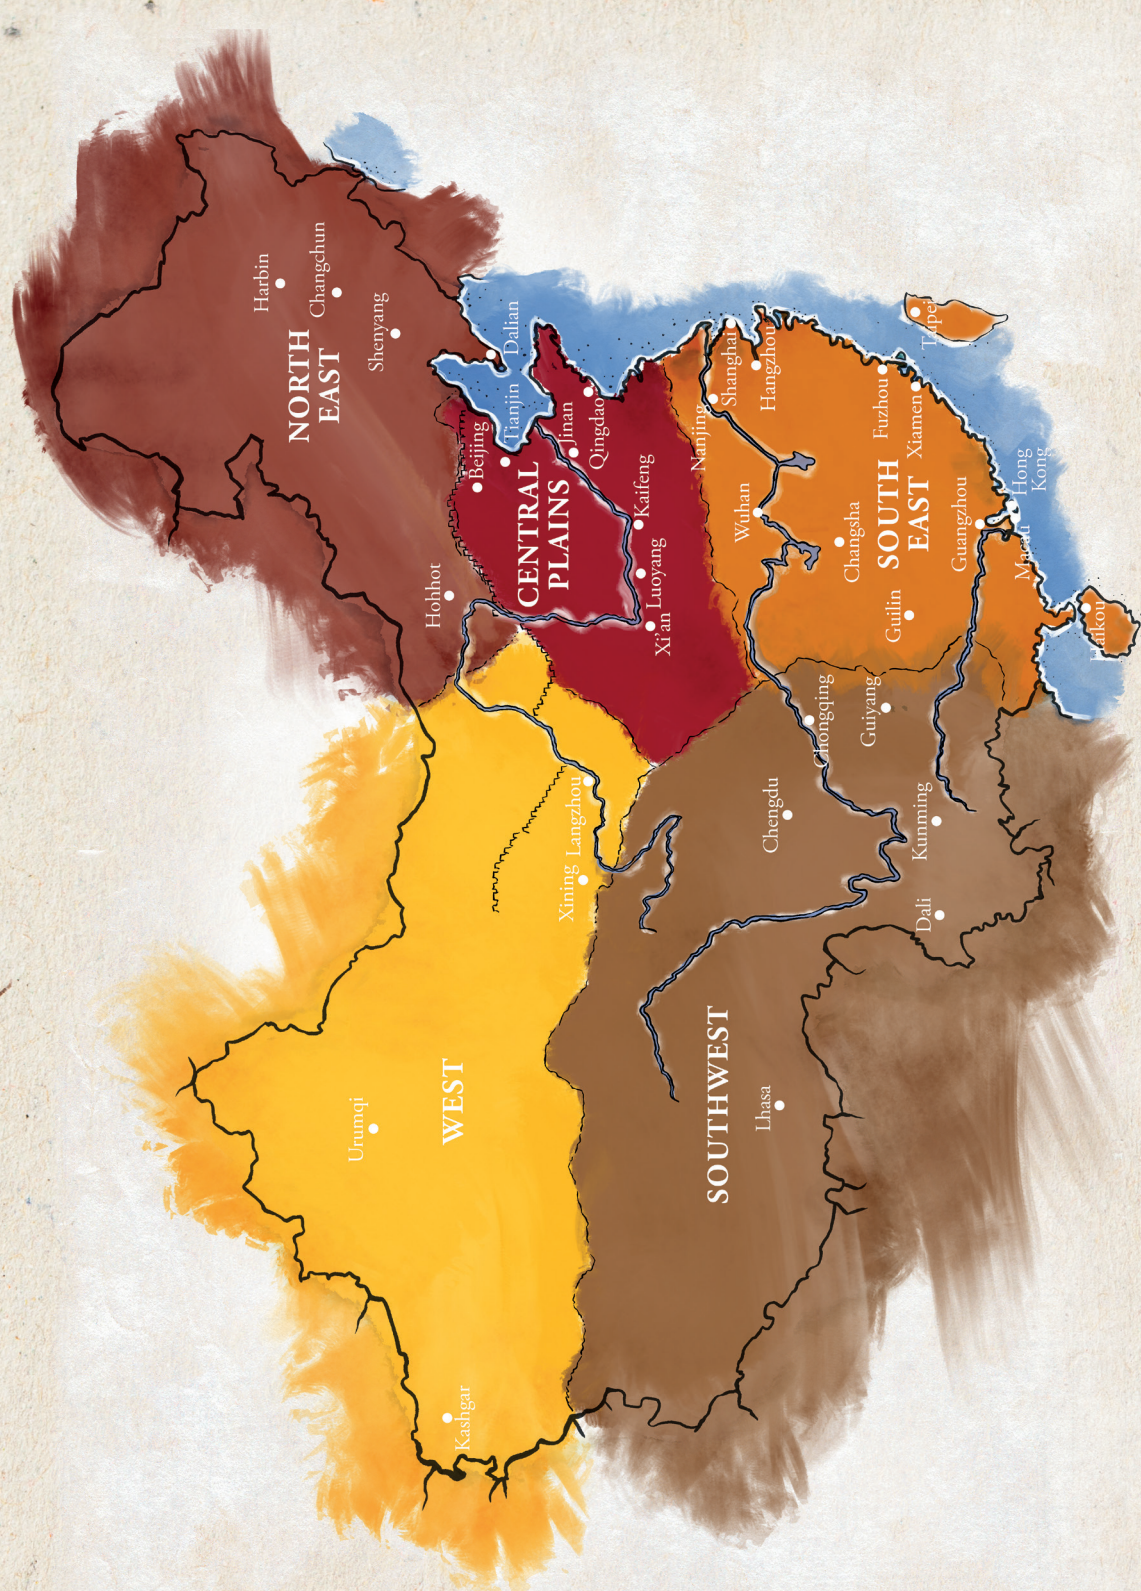 Harbin
Changchun
Shenyang
NORTH
EAST
Dalian
Tianjin
Beijing
Jinan
Qingdao
CENTRAL
PLAINS
Kaifeng
Luoyang
Xi'an
Hohhot
Shanghai
Hangzhou
Nanjing
Wuhan
Changsha
SOUTH
EAST
Fuzhou
Xiamen
Taipei
Guangzhou
Hong
Kong
Macau
Guilin
Haikou
Urumqi
WEST
Kashgar
Xining
Langzhou
Chongqing
Guiyang
Chengdu
Kunming
Dali
SOUTHWEST
Lhasa